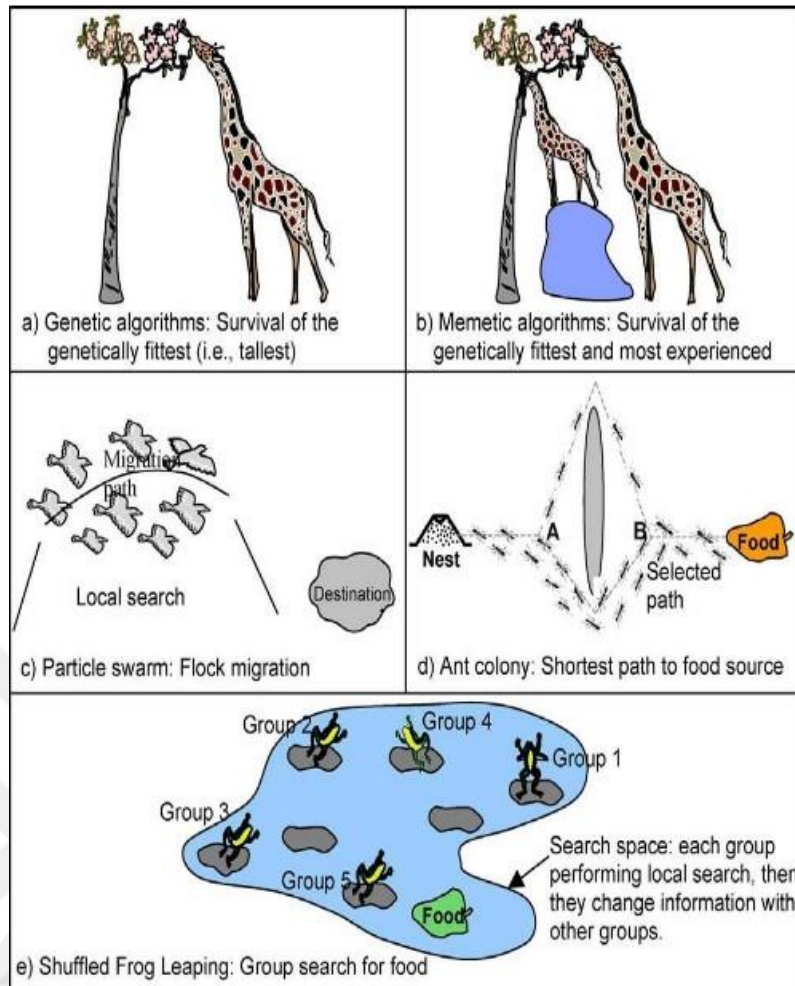 a) Genetic algorithms: Survival of the
genetically fittest (i.e., tallest)
b) Memetic algorithms: Survival of the
genetically fittest and most experienced
Migration
path
Local search
Destination
c) Particle swarm: Flock migration
A
B
Nest
Food
Selected
path
d) Ant colony: Shortest path to food source
Group 2
Group 4
Group 1
Group 3
Group 5
Food
Search space: each group
performing local search, then
they change information with
other groups.
e) Shuffled Frog Leaping: Group search for food